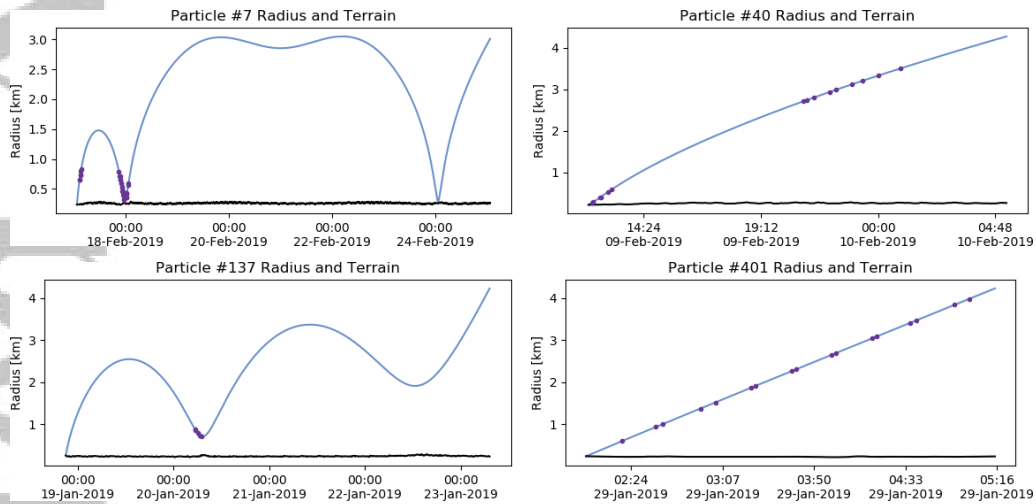 Particle #7 Radius and Terrain
Radius [km]
3.0
2.5
2.0
1.5
1.0
0.5
00:00 00:00 00:00 00:00
18-Feb-2019 20-Feb-2019 22-Feb-2019 24-Feb-2019
Particle #40 Radius and Terrain
Radius [km]
4
3
2
1
14:24 19:12 00:00 04:48
09-Feb-2019 09-Feb-2019 10-Feb-2019 10-Feb-2019
Particle #137 Radius and Terrain
Radius [km]
4
3
2
1
00:00 00:00 00:00 00:00 00:00
19-Jan-2019 20-Jan-2019 21-Jan-2019 22-Jan-2019 23-Jan-2019
Particle #401 Radius and Terrain
Radius [km]
4
3
2
1
02:24 03:07 03:50 04:33 05:16
29-Jan-2019 29-Jan-2019 29-Jan-2019 29-Jan-2019 29-Jan-2019